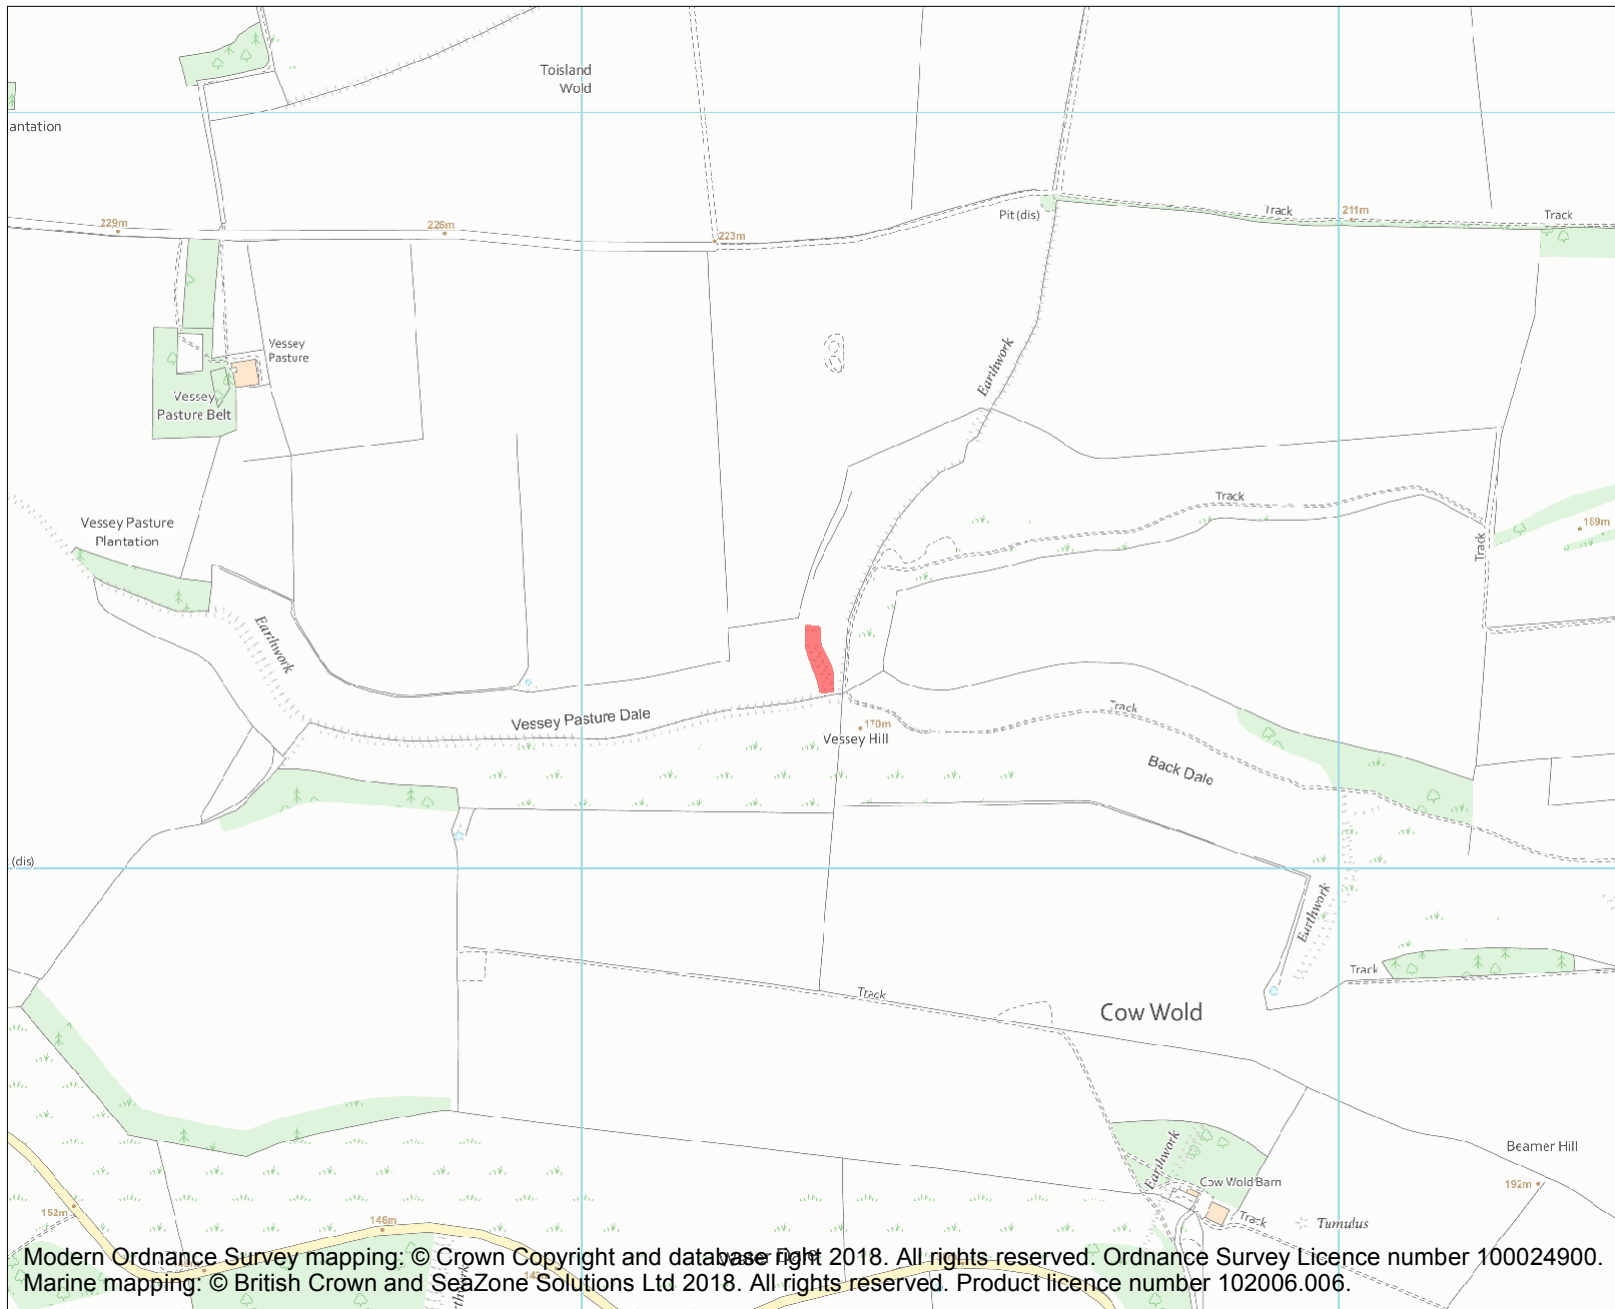 Toisland
Wold
antation
229m
226m
223m
Pit (dis)
Track
211m
Track
Vessey
Pasture
Vessey
Pasture Belt
Earthwork
Track
Vessey Pasture
Plantation
189m
Track
Earthwork
Vessey Pasture Dale
170m
Vessey Hill
Track
Back Dale
(dis)
Earthwork
Track
Track
Cow Wold
Earthwork
Beamer Hill
Cow Wold Barn
192m
152m
146m
Track
Tumulus
Modern Ordnance Survey mapping: © Crown Copyright and database right 2018. All rights reserved. Ordnance Survey Licence number 100024900.
Marine mapping: © British Crown and SeaZone Solutions Ltd 2018. All rights reserved. Product licence number 102006.006.